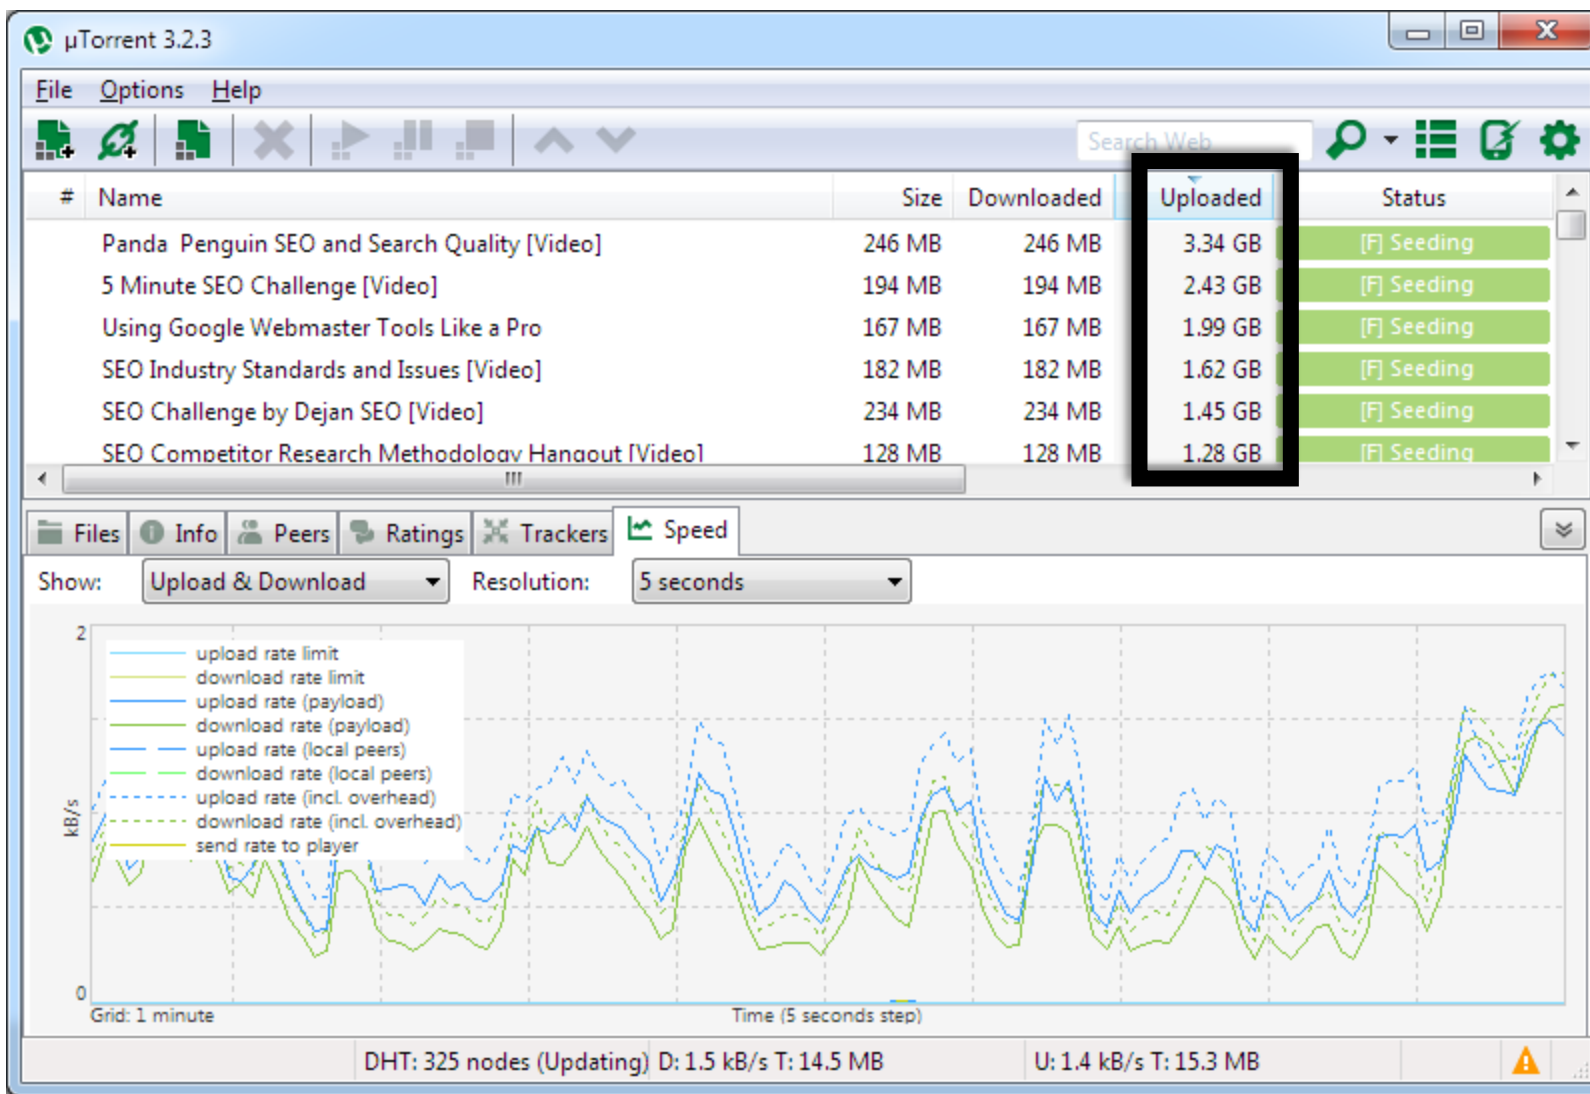 µTorrent 3.2.3
File Options Help
Search Web
# Name Size Downloaded Uploaded Status
Panda  Penguin SEO and Search Quality [Video] 246 MB 246 MB 3.34 GB [F] Seeding
5 Minute SEO Challenge [Video] 194 MB 194 MB 2.43 GB [F] Seeding
Using Google Webmaster Tools Like a Pro 167 MB 167 MB 1.99 GB [F] Seeding
SEO Industry Standards and Issues [Video] 182 MB 182 MB 1.62 GB [F] Seeding
SEO Challenge by Dejan SEO [Video] 234 MB 234 MB 1.45 GB [F] Seeding
SEO Competitor Research Methodology Hangout [Video] 128 MB 128 MB 1.28 GB [F] Seeding
Files Info Peers Ratings Trackers Speed
Show: Upload & Download Resolution: 5 seconds
2
upload rate limit
download rate limit
upload rate (payload)
download rate (payload)
upload rate (local peers)
download rate (local peers)
upload rate (incl. overhead)
download rate (incl. overhead)
send rate to player
kB/s
0
Grid: 1 minute Time (5 seconds step)
DHT: 325 nodes (Updating) D: 1.5 kB/s T: 14.5 MB U: 1.4 kB/s T: 15.3 MB